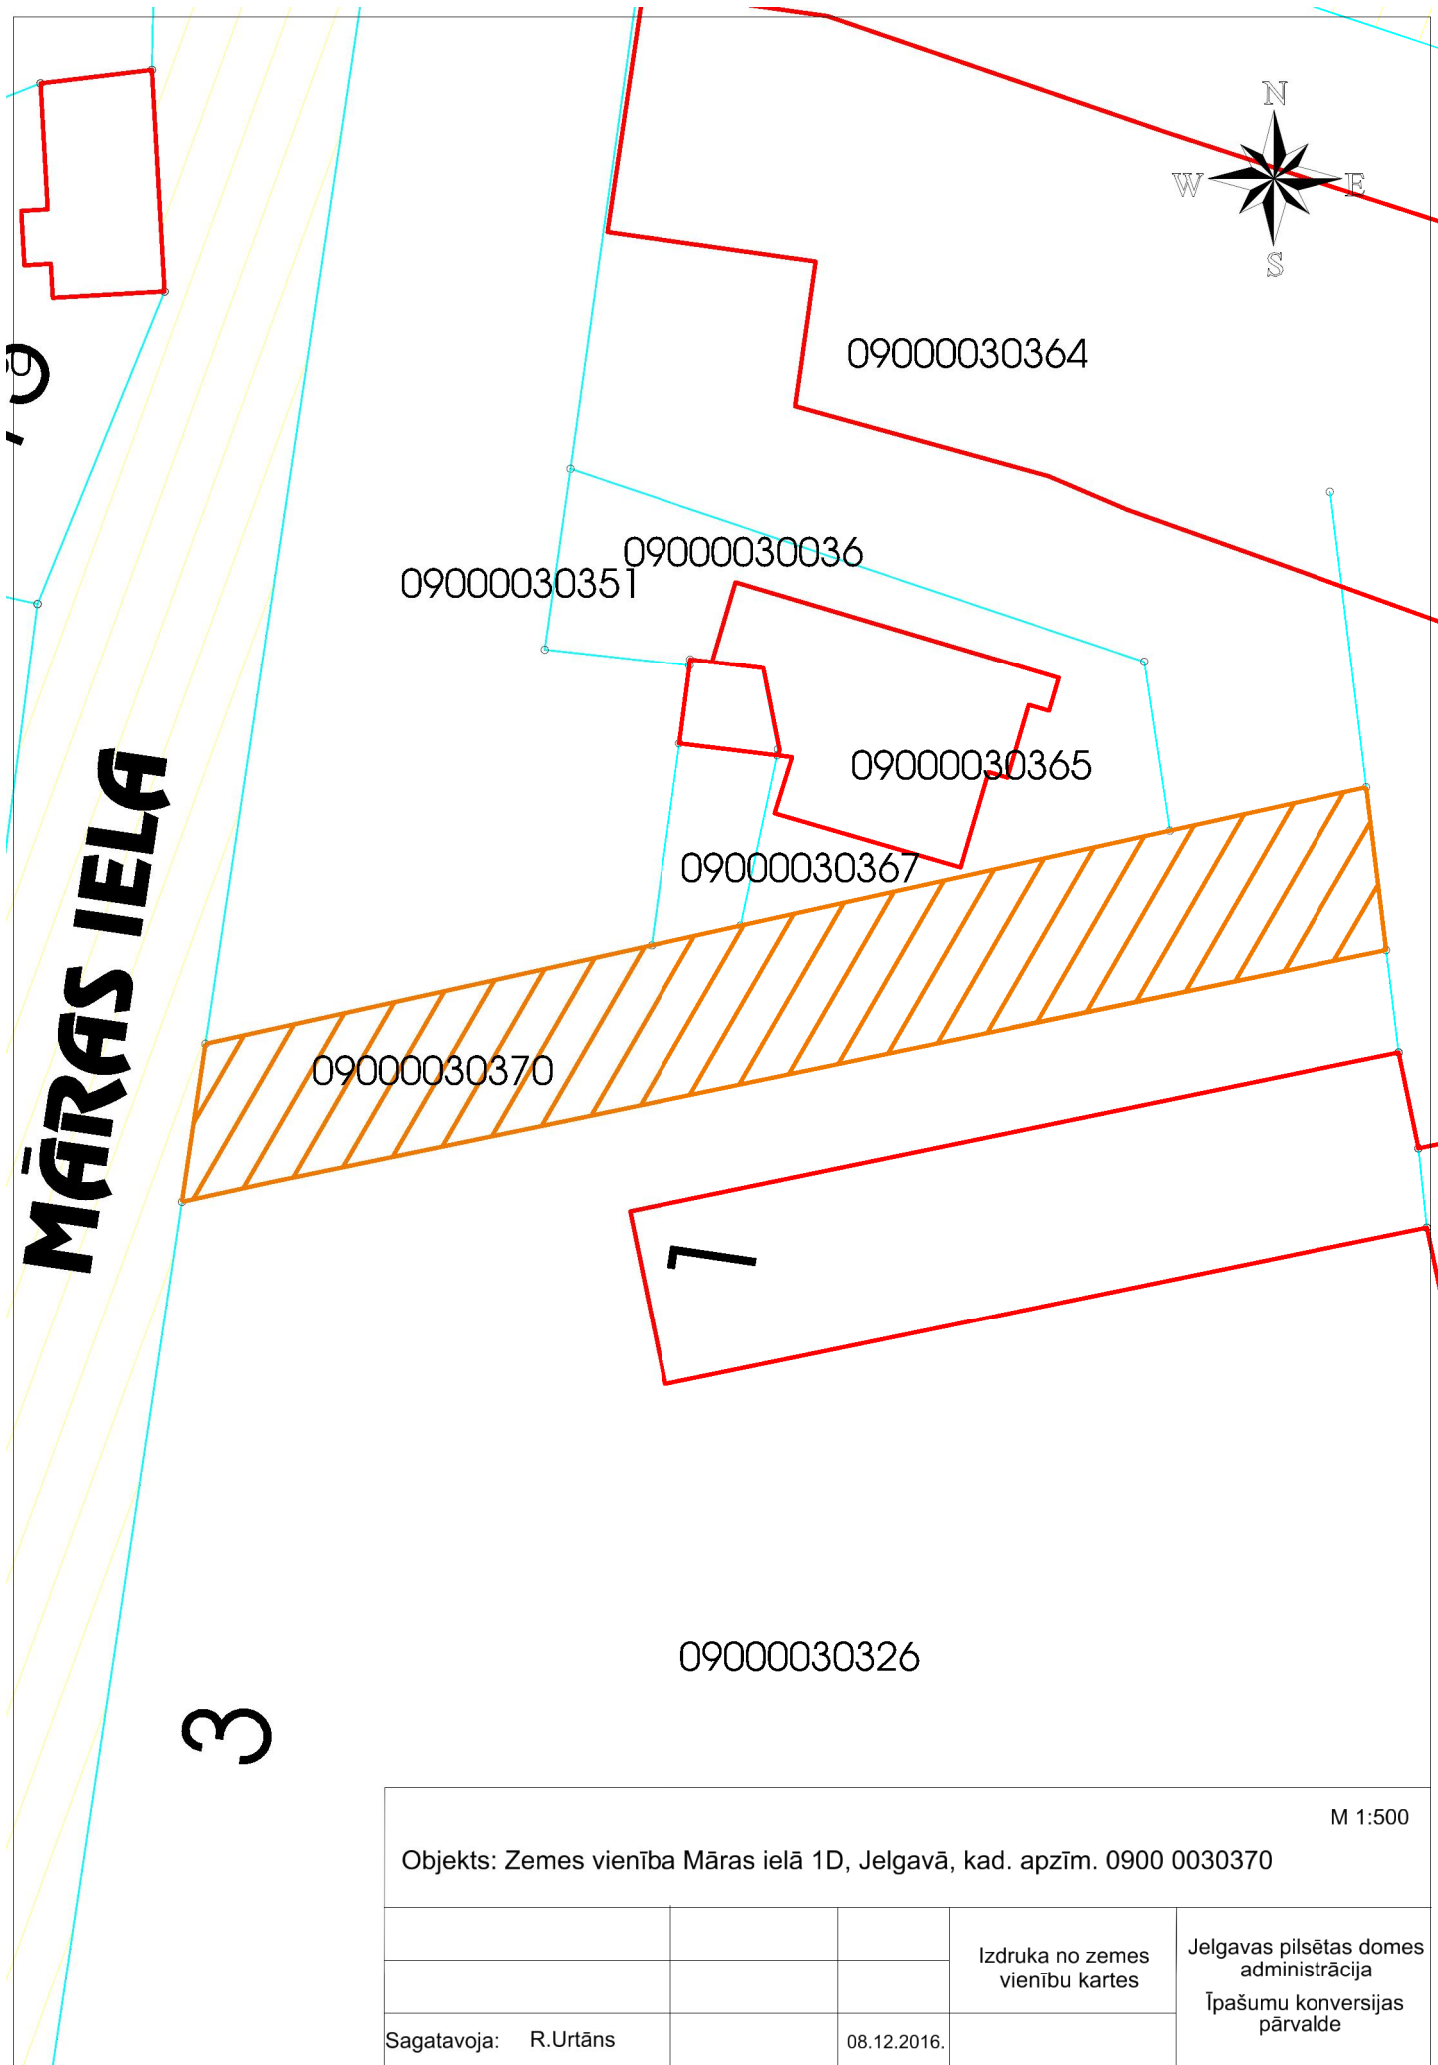 N
W E
S
09000030364
09000030036
09000030351
09000030365
09000030367
09000030370
MĀRAS IELA
1
09000030326
3
M 1:500
Objekts: Zemes vienība Māras ielā 1D, Jelgavā, kad. apzīm. 0900 0030370
Izdruka no zemes
vienību kartes
Jelgavas pilsētas domes
administrācija
Īpašumu konversijas
pārvalde
Sagatavoja: R.Urtāns
08.12.2016.